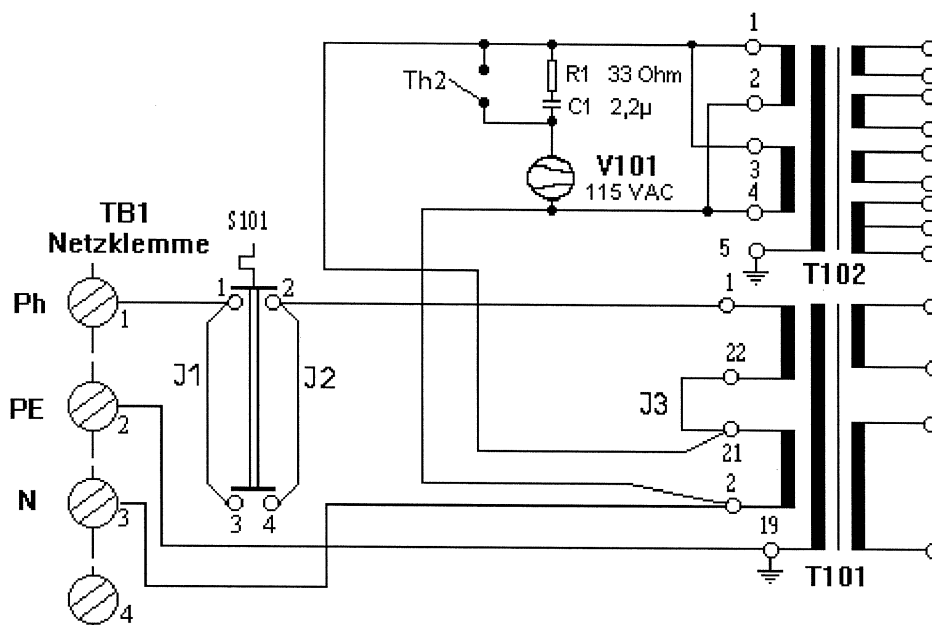 1
2
3
4
5
T102
Th2
R1 33 Ohm
C1 2,2µ
V101
115 VAC
TB1
Netzklemme
S101
Ph
1
PE
2
N
3
4
1
2
J1
J2
3
4
1
22
J3
21
2
19
T101